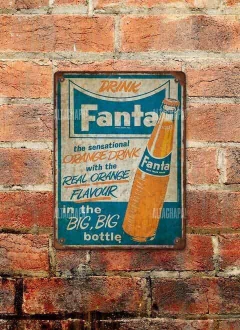 DRINK
Fanta
the sensational
ORANGE DRINK
with the
REAL ORANGE
FLAVOUR
Fanta
in the
BIG, BIG
bottle